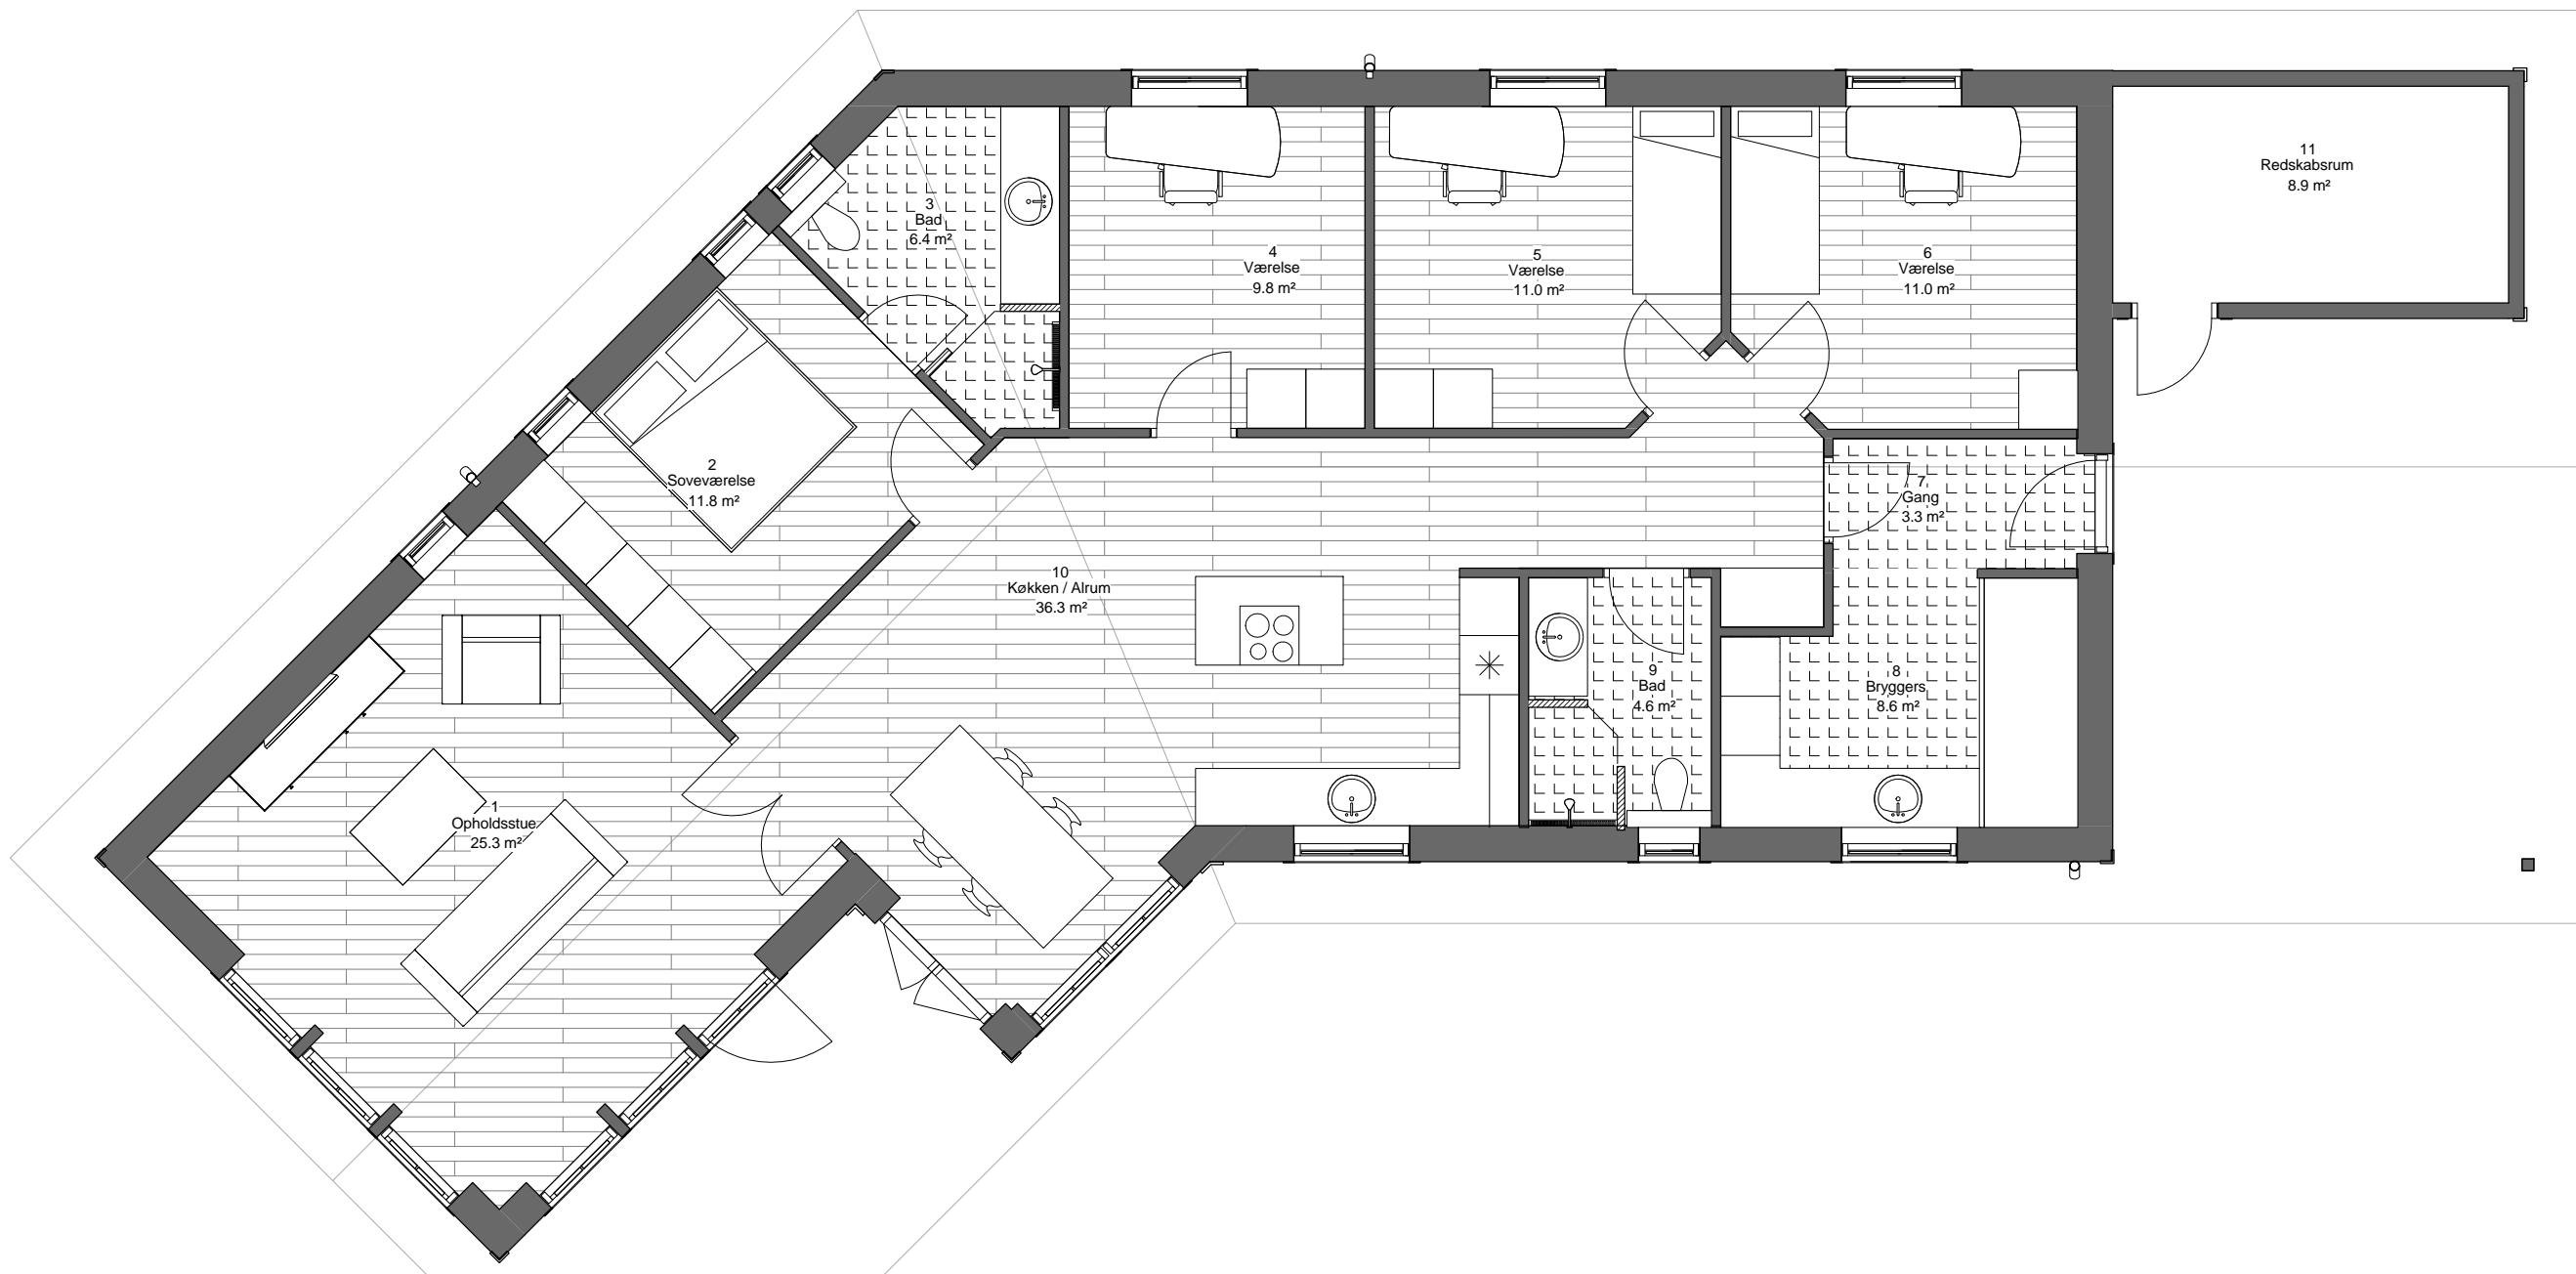 1
Opholdsstue
25.3 m²
2
Soveværelse
11.8 m²
3
Bad
6.4 m²
4
Værelse
9.8 m²
5
Værelse
11.0 m²
6
Værelse
11.0 m²
7
Gang
3.3 m²
8
Bryggers
8.6 m²
9
Bad
4.6 m²
10
Køkken / Alrum
36.3 m²
11
Redskabsrum
8.9 m²